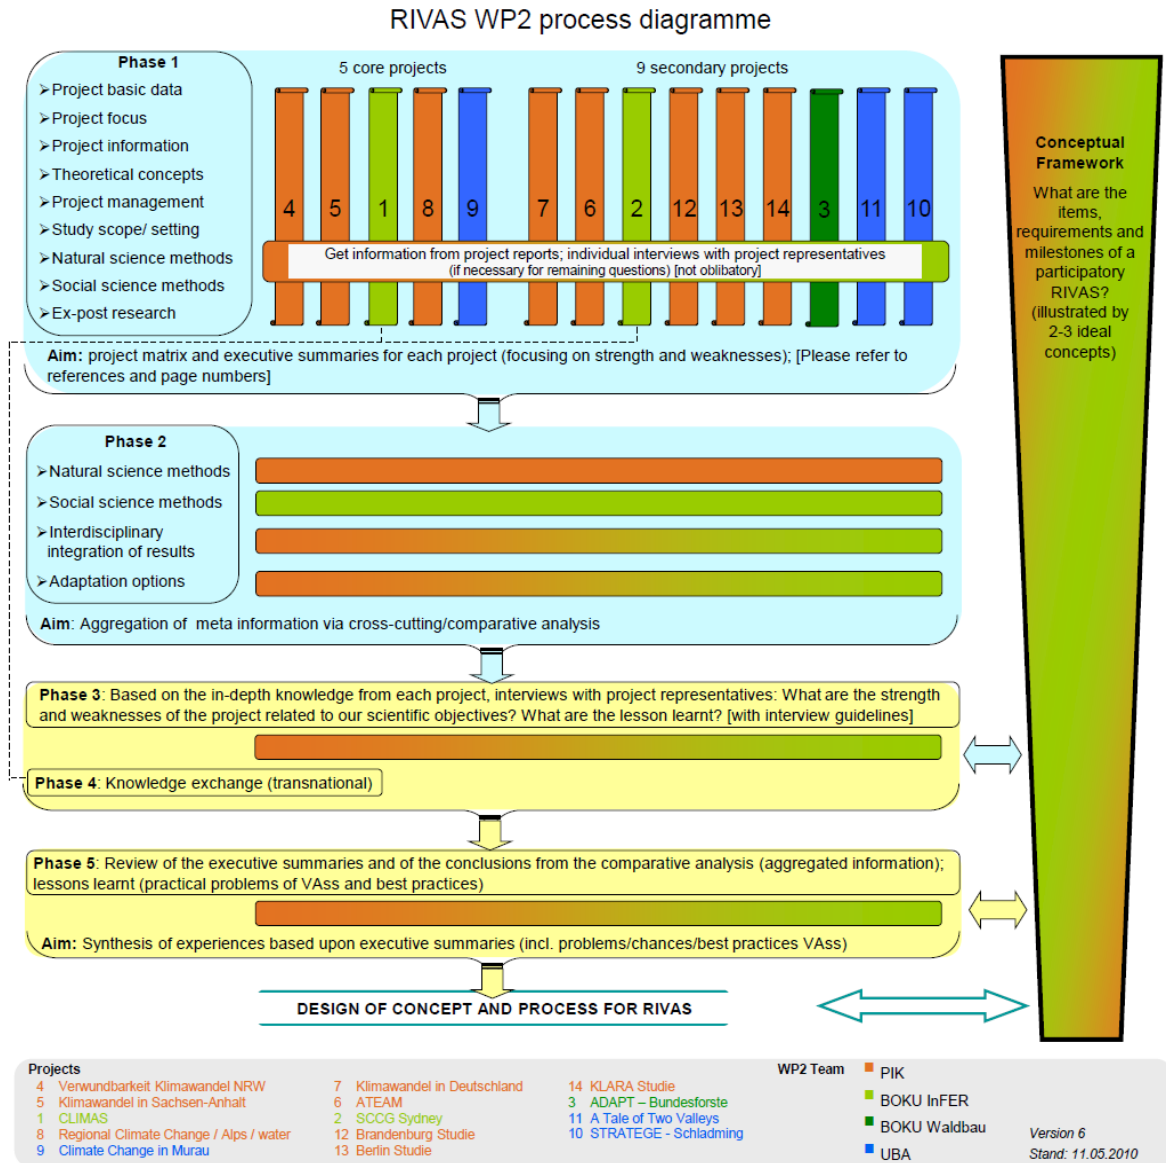 RIVAS WP2 process diagramme
Phase 1
➢Project basic data
➢Project focus
➢Project information
➢Theoretical concepts
➢Project management
➢Study scope/ setting
➢Natural science methods
➢Social science methods
➢Ex-post research
5 core projects
9 secondary projects
4 5 1 8 9 7 6 2 12 13 14 3 11 10
Get information from project reports; individual interviews with project representatives
(if necessary for remaining questions) [not oblibatory]
Aim: project matrix and executive summaries for each project (focusing on strength and weaknesses); [Please refer to
references and page numbers]
Conceptual
Framework
What are the
items,
requirements and
milestones of a
participatory
RIVAS?
(illustrated by
2-3 ideal
concepts)
Phase 2
➢Natural science methods
➢Social science methods
➢Interdisciplinary
integration of results
➢Adaptation options
Aim: Aggregation of meta information via cross-cutting/comparative analysis
Phase 3: Based on the in-depth knowledge from each project, interviews with project representatives: What are the strength
and weaknesses of the project related to our scientific objectives? What are the lesson learnt? [with interview guidelines]
Phase 4: Knowledge exchange (transnational)
Phase 5: Review of the executive summaries and of the conclusions from the comparative analysis (aggregated information);
lessons learnt (practical problems of VAss and best practices)
Aim: Synthesis of experiences based upon executive summaries (incl. problems/chances/best practices VAss)
DESIGN OF CONCEPT AND PROCESS FOR RIVAS
Projects
4 Verwundbarkeit Klimawandel NRW
5 Klimawandel in Sachsen-Anhalt
1 CLIMAS
8 Regional Climate Change / Alps / water
9 Climate Change in Murau
7 Klimawandel in Deutschland
6 ATEAM
2 SCCG Sydney
12 Brandenburg Studie
13 Berlin Studie
14 KLARA Studie
3 ADAPT – Bundesforste
11 A Tale of Two Valleys
10 STRATEGE - Schladming
WP2 Team
PIK
BOKU InFER
BOKU Waldbau
UBA
Version 6
Stand: 11.05.2010